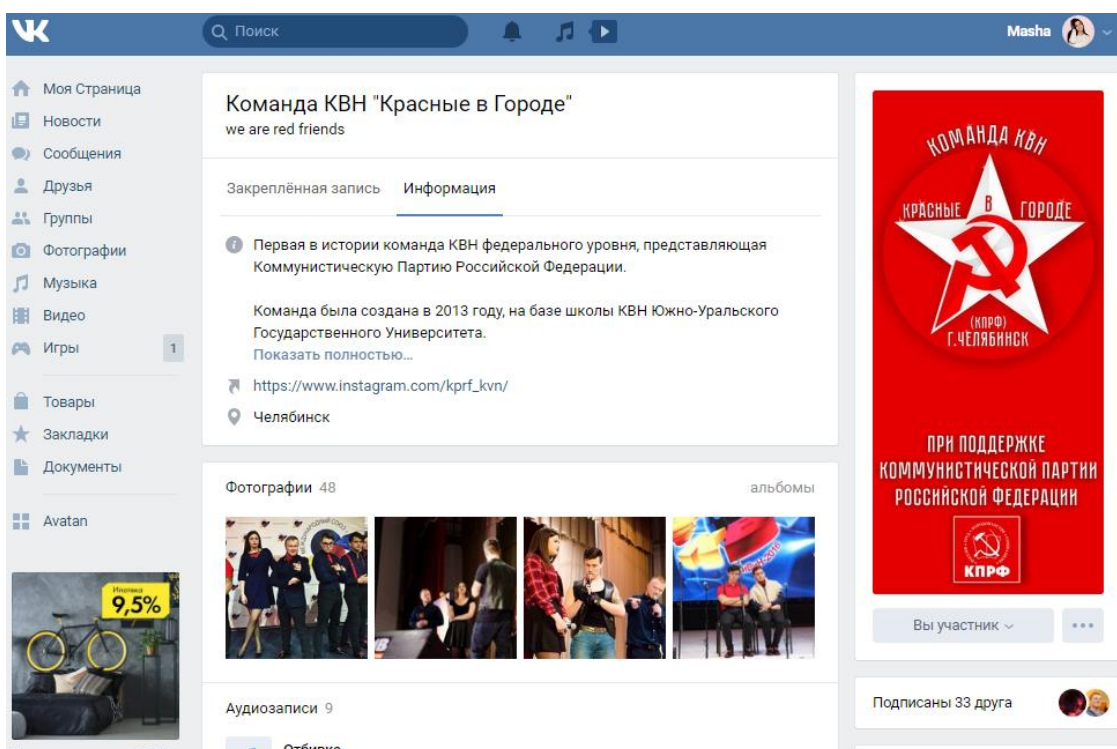 Поиск
Masha
Моя Страница
Новости
Сообщения
Друзья
Группы
Фотографии
Музыка
Видео
Игры 1
Товары
Закладки
Документы
Avatan
Ипотека
9,5%
Команда КВН "Красные в Городе"
we are red friends
Закреплённая запись Информация
Первая в истории команда КВН федерального уровня, представляющая
Коммунистическую Партию Российской Федерации.
Команда была создана в 2013 году, на базе школы КВН Южно-Уральского
Государственного Университета.
Показать полностью...
https://www.instagram.com/kprf_kvn/
Челябинск
Фотографии 48 альбомы
Аудиозаписи 9
Отбивка
КОМАНДА КВН
КРАСНЫЕ В ГОРОДЕ
(КПРФ)
Г.ЧЕЛЯБИНСК
ПРИ ПОДДЕРЖКЕ
КОММУНИСТИЧЕСКОЙ ПАРТИИ
РОССИЙСКОЙ ФЕДЕРАЦИИ
КПРФ
Вы участник
Подписаны 33 друга